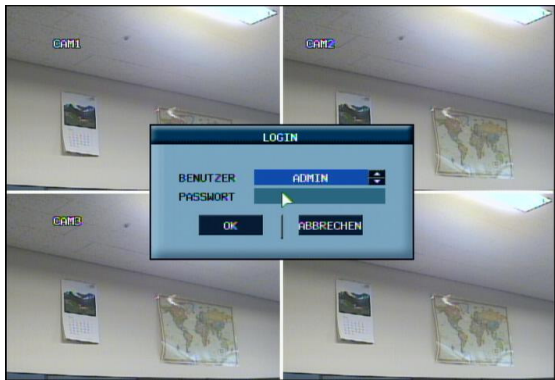 CAM1
CAM2
LOGIN
BENUTZER ADMIN
PASSWORT
OK ABBRECHEN
CAM3